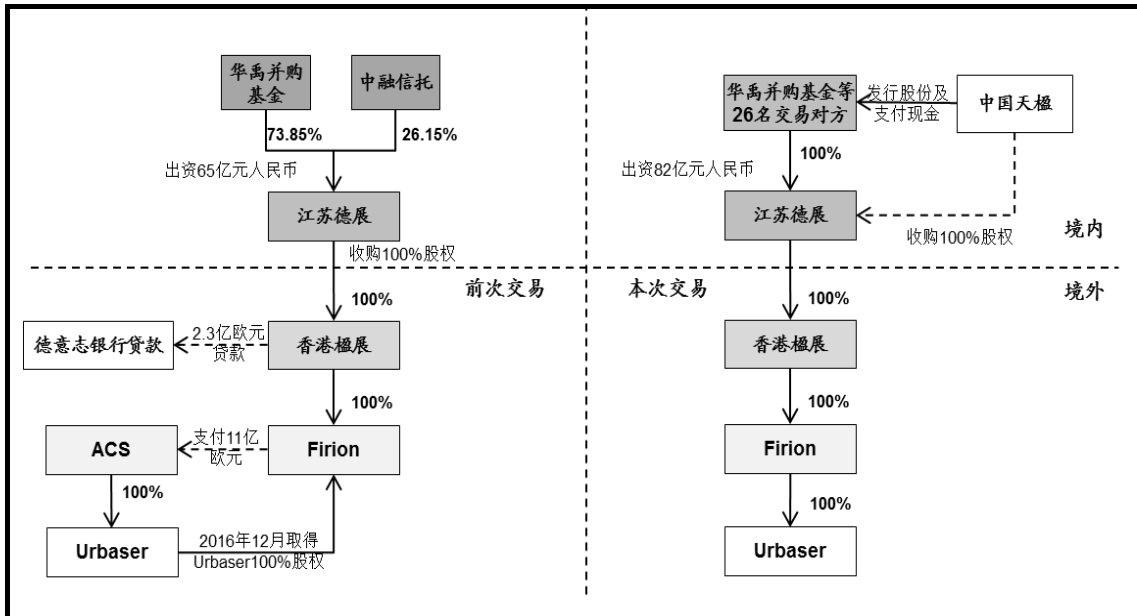 华禹并购
基金
中融信托
73.85%
26.15%
出资65亿元人民币
江苏德展
收购100%股权
前次交易
100%
德意志银行贷款
2.3亿欧元
贷款
香港楹展
100%
ACS
支付11亿
欧元
Firion
100%
Urbaser
2016年12月取得
Urbaser100%股权
华禹并购基金等
26名交易对方
发行股份及
支付现金
中国天楹
100%
出资82亿元人民币
江苏德展
收购100%股权
境内
本次交易
境外
100%
香港楹展
100%
Firion
100%
Urbaser